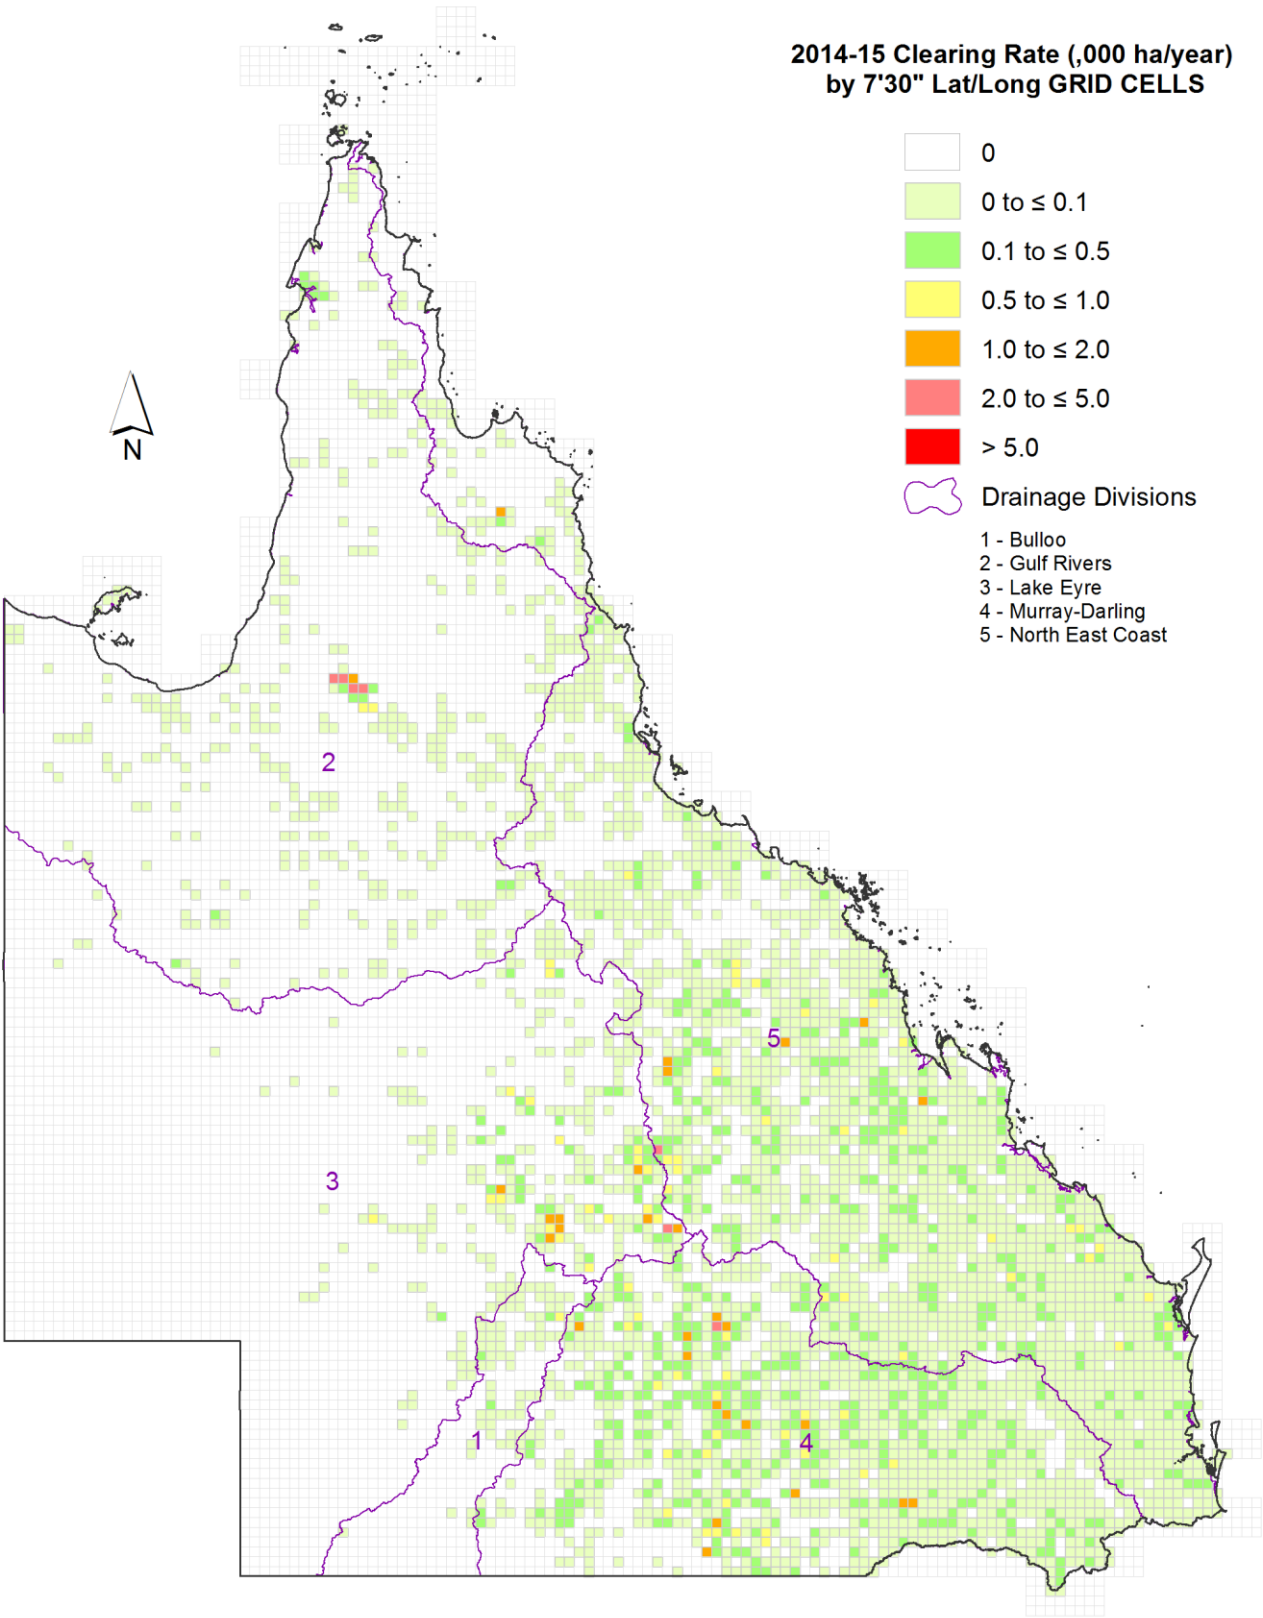 2014-15 Clearing Rate (,000 ha/year)
by 7'30" Lat/Long GRID CELLS
0
0 to ≤ 0.1
0.1 to ≤ 0.5
0.5 to ≤ 1.0
1.0 to ≤ 2.0
2.0 to ≤ 5.0
> 5.0
Drainage Divisions
1 - Bulloo
2 - Gulf Rivers
3 - Lake Eyre
4 - Murray-Darling
5 - North East Coast
N
2
5
3
1
4